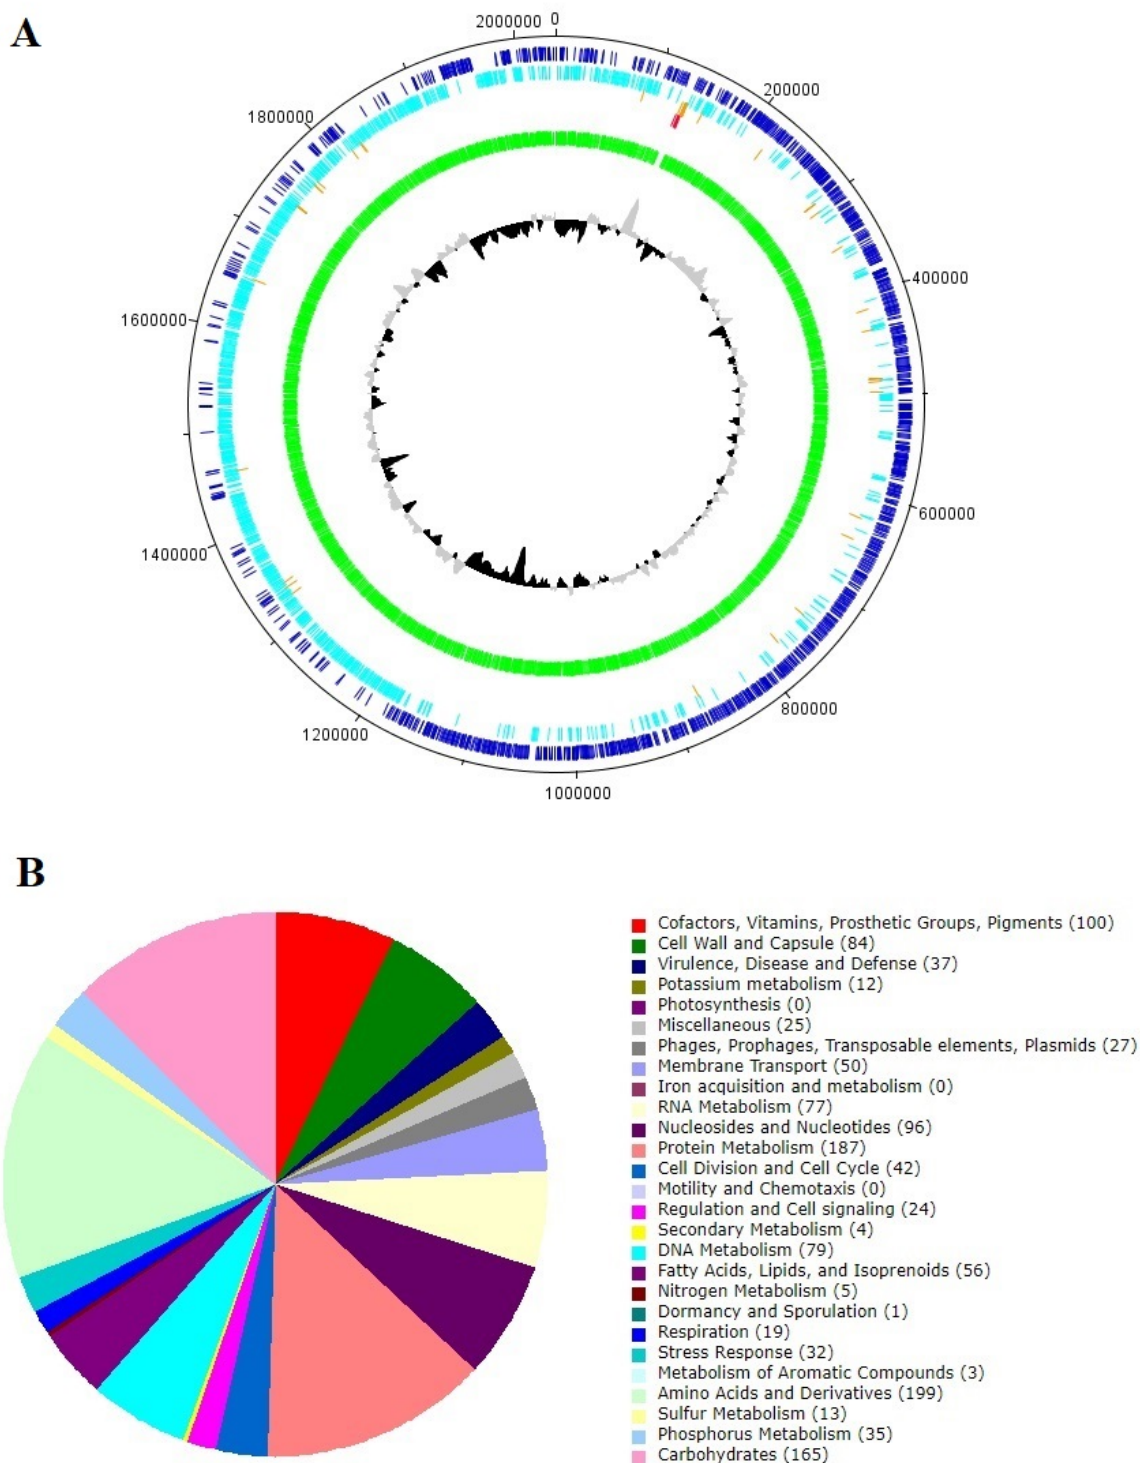 A
2000000 0
200000
1800000
400000
1600000
600000
1400000
800000
1200000
1000000
B
Cofactors, Vitamins, Prosthetic Groups, Pigments (100)
Cell Wall and Capsule (84)
Virulence, Disease and Defense (37)
Potassium metabolism (12)
Photosynthesis (0)
Miscellaneous (25)
Phages, Prophages, Transposable elements, Plasmids (27)
Membrane Transport (50)
Iron acquisition and metabolism (0)
RNA Metabolism (77)
Nucleosides and Nucleotides (96)
Protein Metabolism (187)
Cell Division and Cell Cycle (42)
Motility and Chemotaxis (0)
Regulation and Cell signaling (24)
Secondary Metabolism (4)
DNA Metabolism (79)
Fatty Acids, Lipids, and Isoprenoids (56)
Nitrogen Metabolism (5)
Dormancy and Sporulation (1)
Respiration (19)
Stress Response (32)
Metabolism of Aromatic Compounds (3)
Amino Acids and Derivatives (199)
Sulfur Metabolism (13)
Phosphorus Metabolism (35)
Carbohydrates (165)